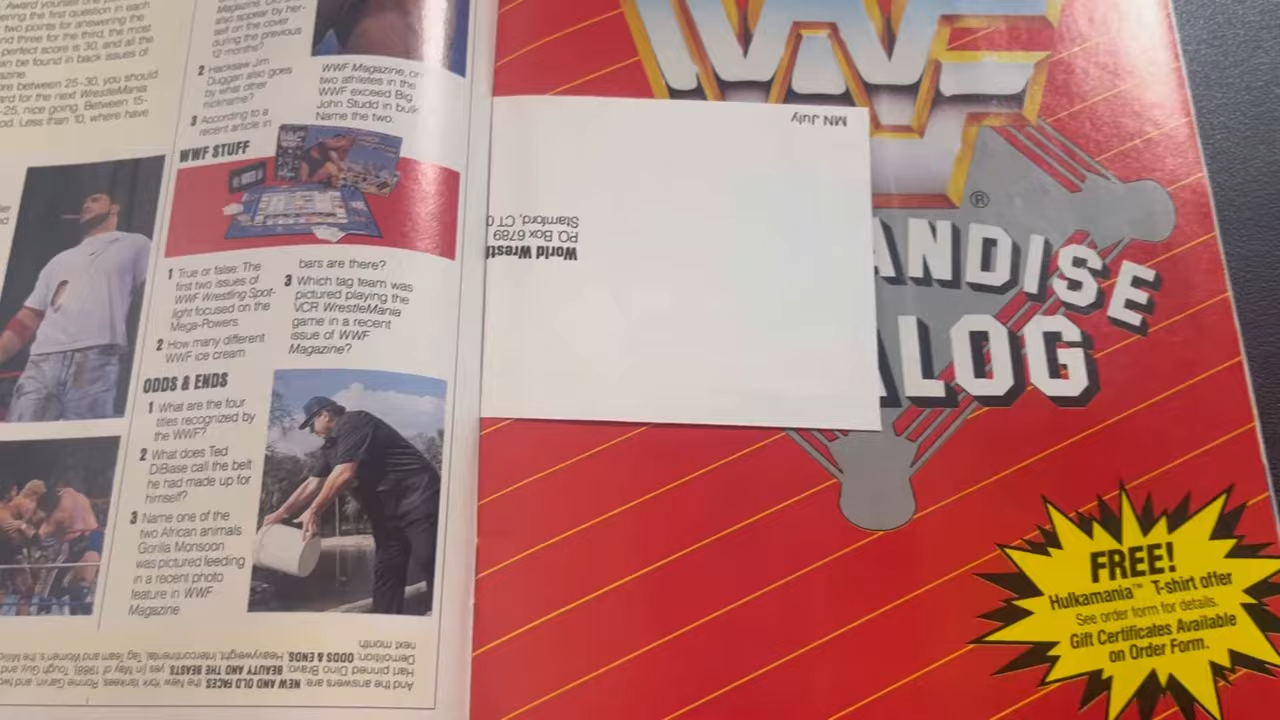 Award yourself one
ering the first question in each
two points for answering the
nd three for the third, the most
perfect score is 30, and all the
an be found in back issues of
azine.
re between 25-30, you should
ard for the next WrestleMania
-25, nice going. Between 15-
od. Less than 10, where have
Magazine. Did
also appear by her-
self on the cover
during the previous
12 months?
2 Hacksaw Jim
Duggan also goes
by what other
nickname?
3 According to a
recent article in
WWF Magazine, on
two athletes in the
WWF exceed Big
John Studd in bulk.
Name the two.
WWF STUFF
1 True or false: The
first two issues of
WWF Wrestling Spot-
light focused on the
Mega-Powers.
2 How many different
WWF ice cream
bars are there?
3 Which tag team was
pictured playing the
VCR WrestleMania
game in a recent
issue of WWF
Magazine?
ODDS & ENDS
1 What are the four
titles recognized by
the WWF?
2 What does Ted
DiBiase call the belt
he had made up for
himself?
3 Name one of the
two African animals
Gorilla Monsoon
was pictured feeding
in a recent photo
feature in WWF
Magazine.
And the answers are: NEW AND OLD FACES, the New York Yankees, Ronnie Garvin, and two
Hart pinned Dino Bravo; BEAUTY AND THE BEASTS, yes (in May of 1988), Tough Guy and
Demolition; ODDS & ENDS, Heavyweight, Intercontinental, Tag Team and Women's, the Millio
next month.
MN July
World Wrestl
P.O. Box 6789
Stamford, CT 0
WWF
®
ANDISE
ALOG
FREE!
Hulkamania™ T-shirt offer
See order form for details.
Gift Certificates Available
on Order Form.